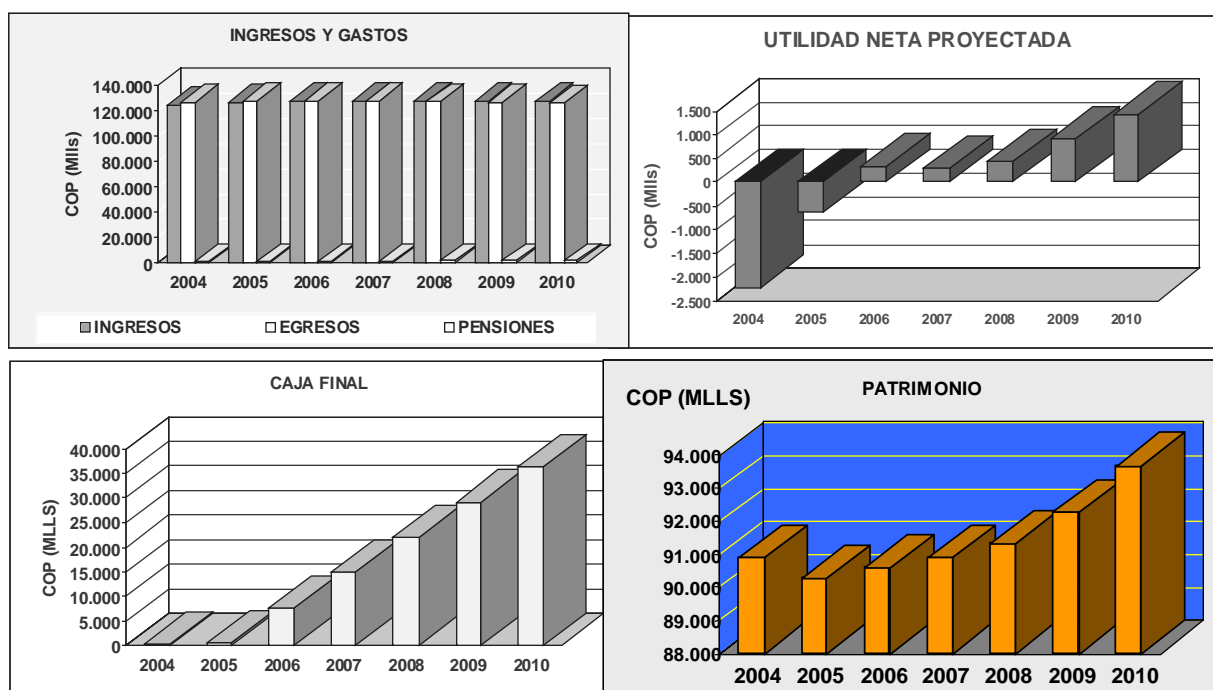 INGRESOS Y GASTOS
COP (Mlls)
140.000
120.000
100.000
80.000
60.000
40.000
20.000
0
2004 2005 2006 2007 2008 2009 2010
INGRESOS EGRESOS PENSIONES
UTILIDAD NETA PROYECTADA
COP (Mlls)
1.500
1.000
500
0
-500
-1.000
-1.500
-2.000
-2.500
2004 2005 2006 2007 2008 2009 2010
CAJA FINAL
COP (MLLS)
40.000
35.000
30.000
25.000
20.000
15.000
10.000
5.000
0
2004 2005 2006 2007 2008 2009 2010
PATRIMONIO
COP (MLLS)
94.000
93.000
92.000
91.000
90.000
89.000
88.000
2004 2005 2006 2007 2008 2009 2010